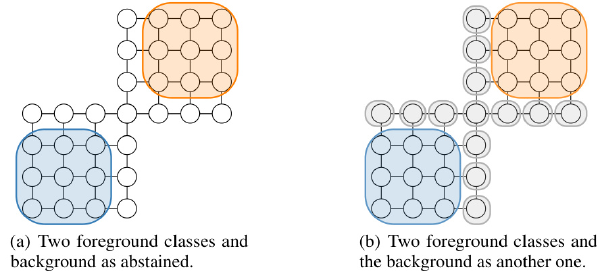 (a) Two foreground classes and
background as abstained.
(b) Two foreground classes and
the background as another one.